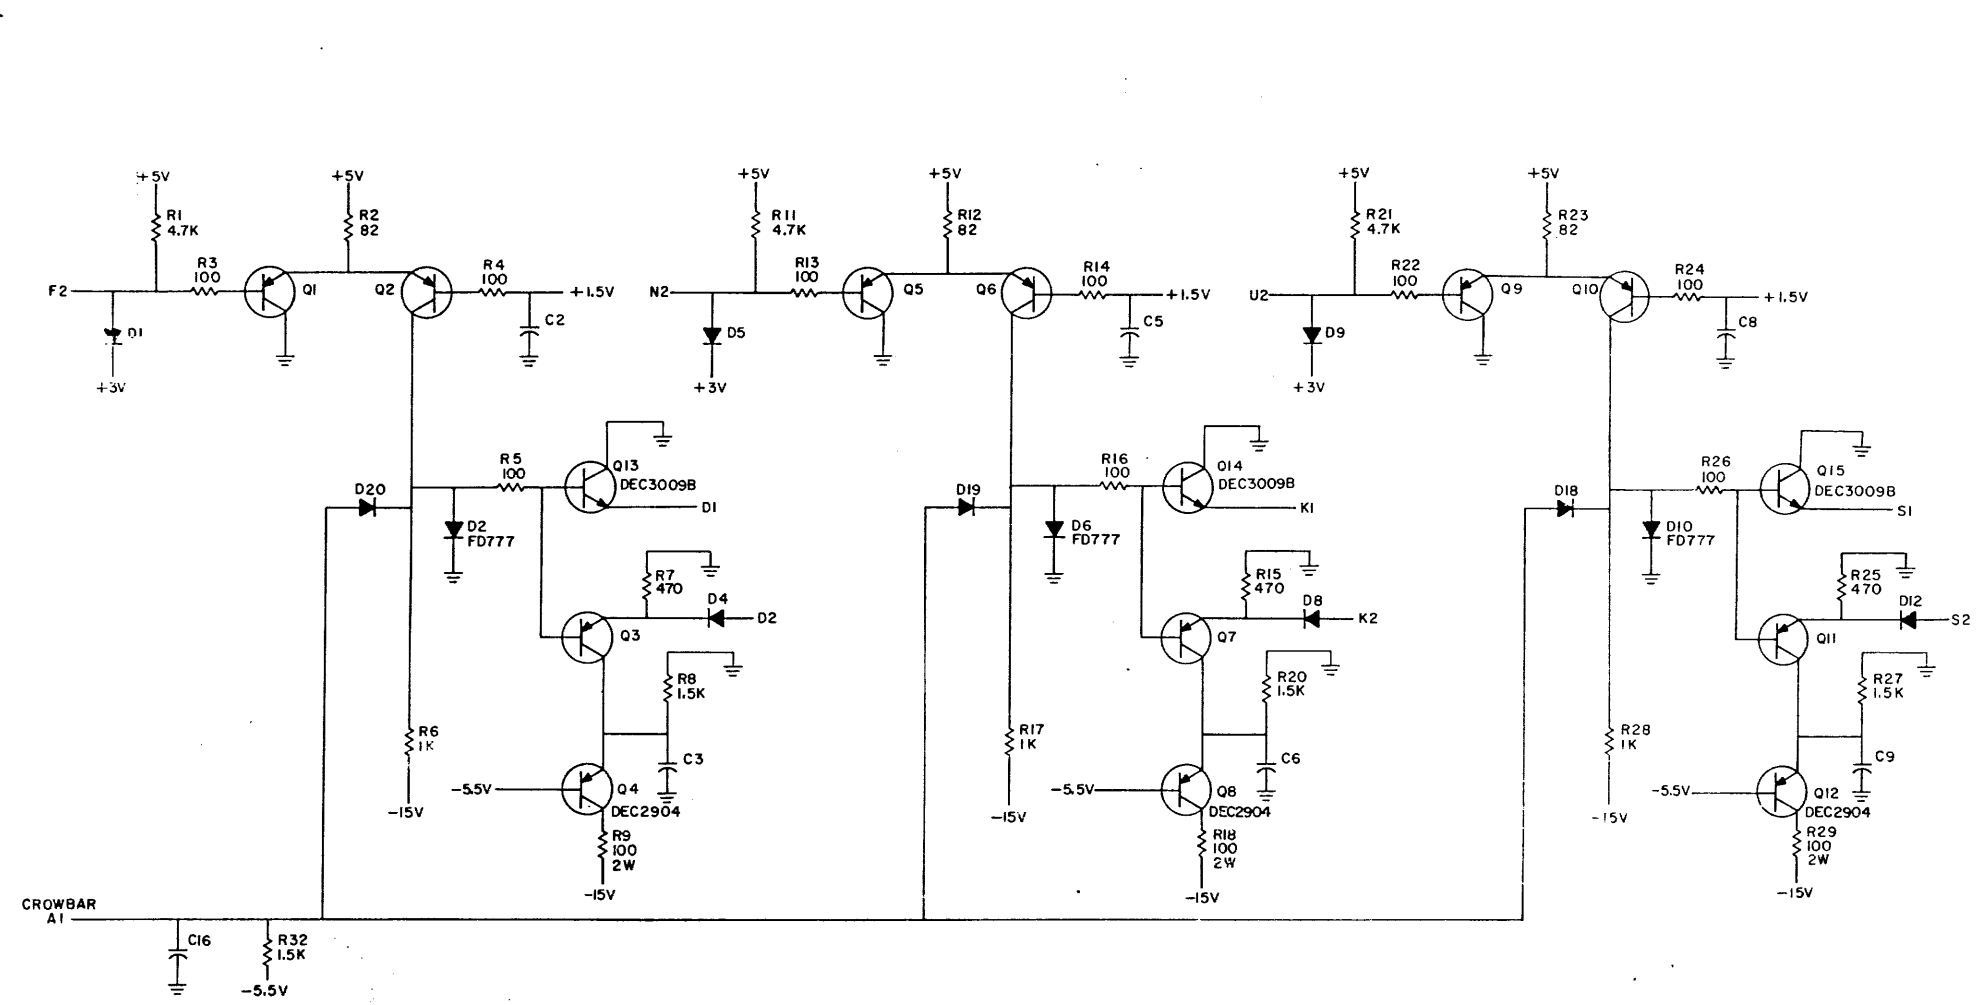 +5V
R1
4.7K
+5V
R2
82
R3
100
F2
Q1
Q2
R4
100
+1.5V
C2
D1
+3V
+5V
R11
4.7K
+5V
R12
82
R13
100
N2
Q5
Q6
R14
100
+1.5V
C5
D5
+3V
+5V
R21
4.7K
+5V
R23
82
R22
100
U2
Q9
Q10
R24
100
+1.5V
C8
D9
+3V
D20
R5
100
Q13
DEC3009B
D1
D2
FD777
R7
470
D4
D2
Q3
R8
1.5K
R6
1K
-15V
C3
-5.5V
Q4
DEC2904
R9
100
2W
-15V
D19
R16
100
Q14
DEC3009B
K1
D6
FD777
R15
470
D8
K2
Q7
R20
1.5K
R17
1K
-15V
C6
-5.5V
Q8
DEC2904
R18
100
2W
-15V
D18
R26
100
Q15
DEC3009B
S1
D10
FD777
R25
470
D12
S2
Q11
R27
1.5K
R28
1K
-15V
C9
-5.5V
Q12
DEC2904
R29
100
2W
-15V
CROWBAR
A1
C16
R32
1.5K
-5.5V